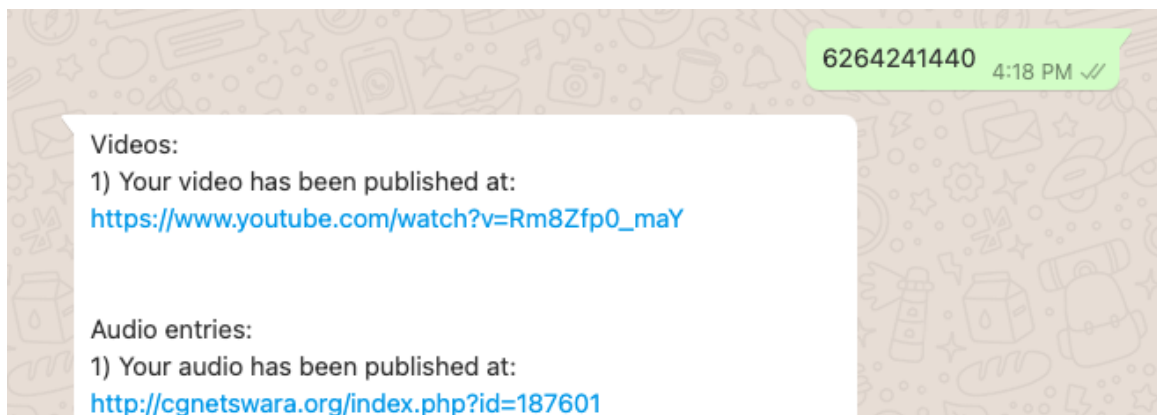 6264241440
4:18 PM
Videos:
1) Your video has been published at:
https://www.youtube.com/watch?v=Rm8Zfp0_maY
Audio entries:
1) Your audio has been published at:
http://cgnetswara.org/index.php?id=187601